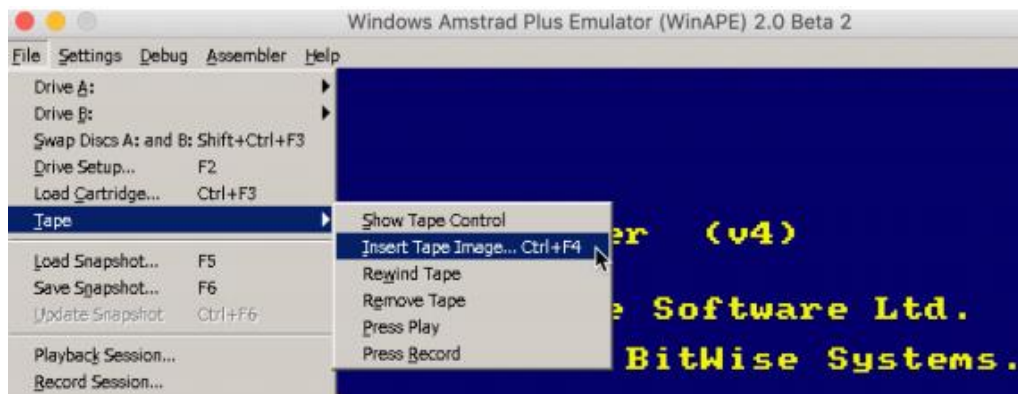 Windows Amstrad Plus Emulator (WinAPE) 2.0 Beta 2
File Settings Debug Assembler Help
Drive A:
Drive B:
Swap Discs A: and B: Shift+Ctrl+F3
Drive Setup... F2
Load Cartridge... Ctrl+F3
Tape
Load Snapshot... F5
Save Snapshot... F6
Update Snapshot Ctrl+F6
Playback Session...
Record Session...
Show Tape Control
Insert Tape Image... Ctrl+F4
Rewind Tape
Remove Tape
Press Play
Press Record
er (v4)
e Software Ltd.
BitWise Systems.